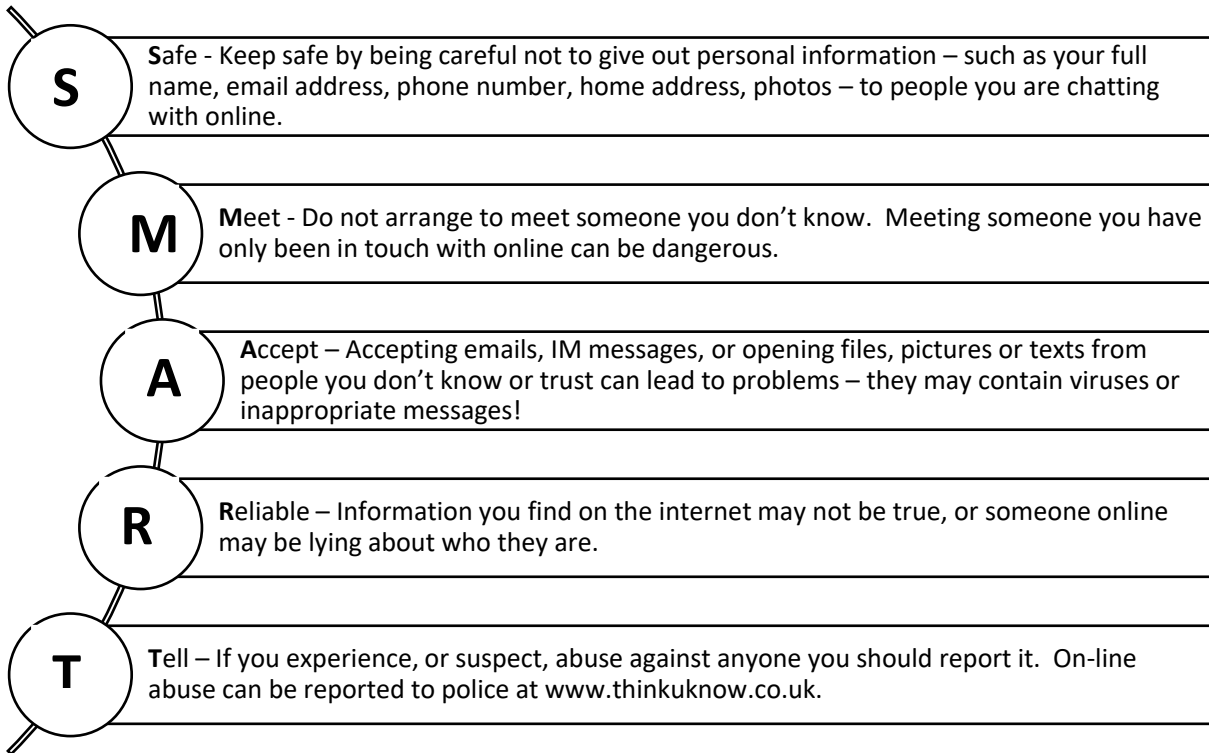 S
Safe - Keep safe by being careful not to give out personal information – such as your full
name, email address, phone number, home address, photos – to people you are chatting
with online.
M
Meet - Do not arrange to meet someone you don’t know.  Meeting someone you have
only been in touch with online can be dangerous.
A
Accept – Accepting emails, IM messages, or opening files, pictures or texts from
people you don’t know or trust can lead to problems – they may contain viruses or
inappropriate messages!
R
Reliable – Information you find on the internet may not be true, or someone online
may be lying about who they are.
T
Tell – If you experience, or suspect, abuse against anyone you should report it.  On-line
abuse can be reported to police at www.thinkuknow.co.uk.